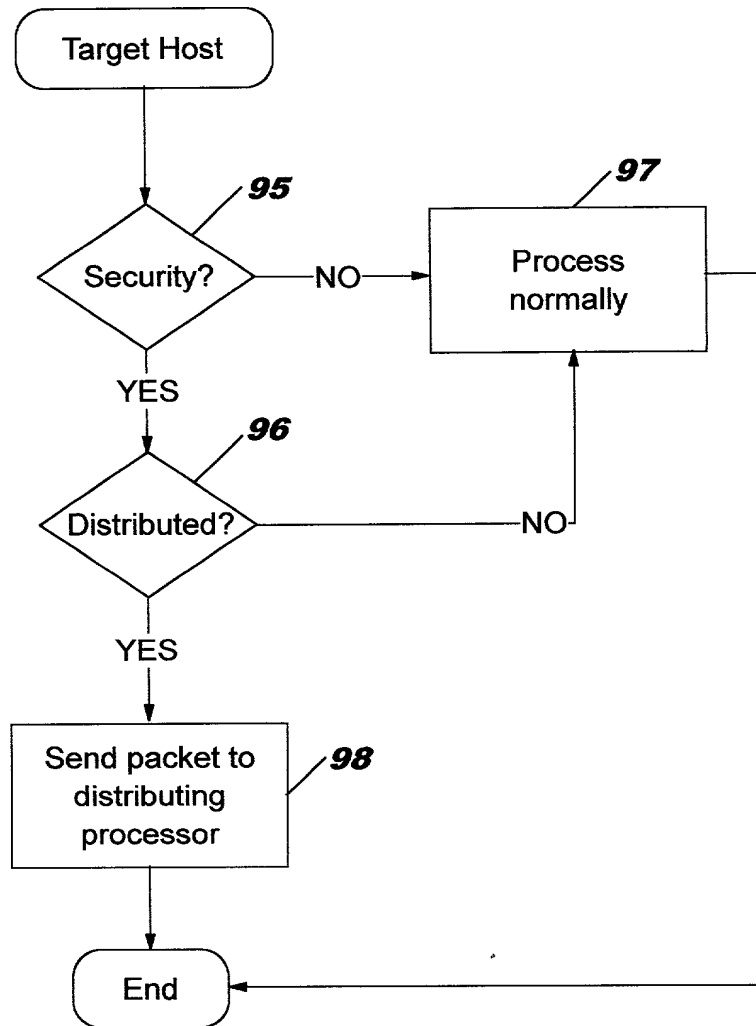 Target Host
95
Security?
NO
97
Process
normally
YES
96
Distributed?
NO
YES
Send packet to
distributing
processor
98
End